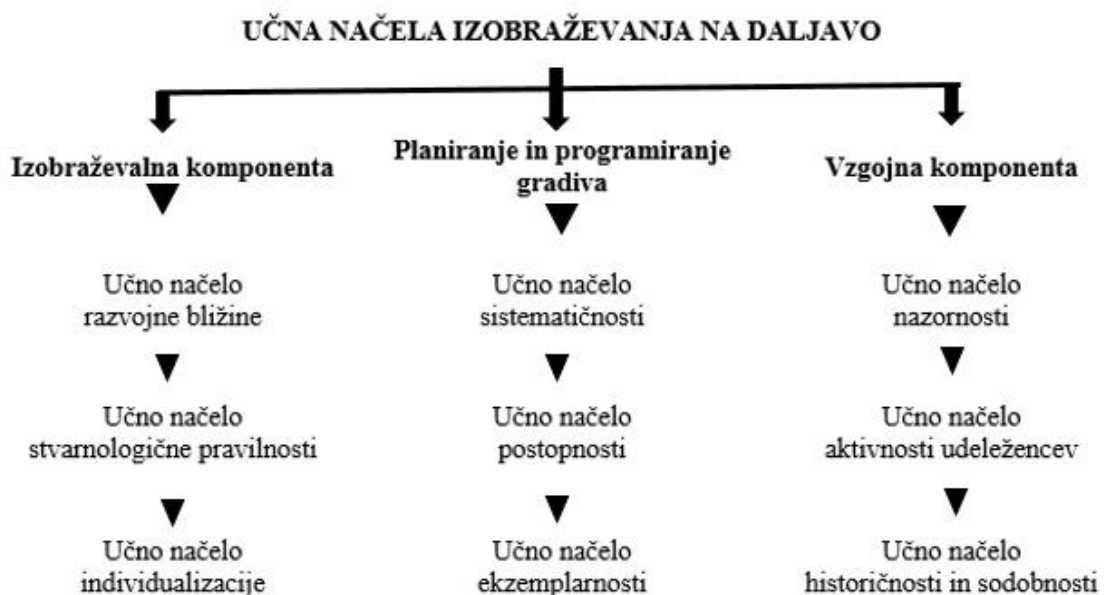 UČNA NAČELA IZOBRAŽEVANJA NA DALJAVO
Izobraževalna komponenta
Planiranje in programiranje
gradiva
Vzgojna komponenta
Učno načelo
razvojne bližine
Učno načelo
sistematičnosti
Učno načelo
nazornosti
Učno načelo
stvarnologične pravilnosti
Učno načelo
postopnosti
Učno načelo
aktivnosti udeležencev
Učno načelo
individualizacije
Učno načelo
ekzemplarnosti
Učno načelo
historičnosti in sodobnosti